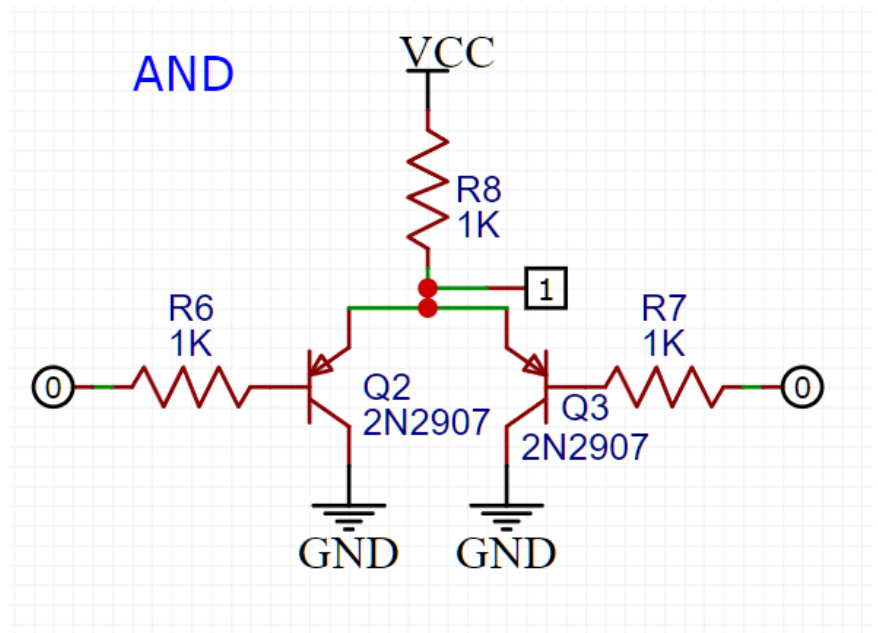 VCC
AND
R8
1K
1
R6
1K
R7
1K
0
Q2
2N2907
Q3
2N2907
0
GND
GND